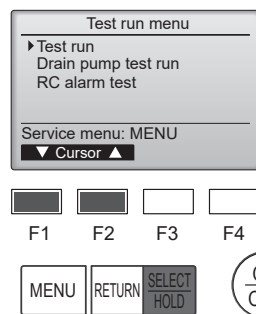 Test run menu
▶Test run
Drain pump test run
RC alarm test
Service menu: MENU
▼ Cursor ▲
F1 F2 F3 F4
MENU RETURN SELECT
HOLD